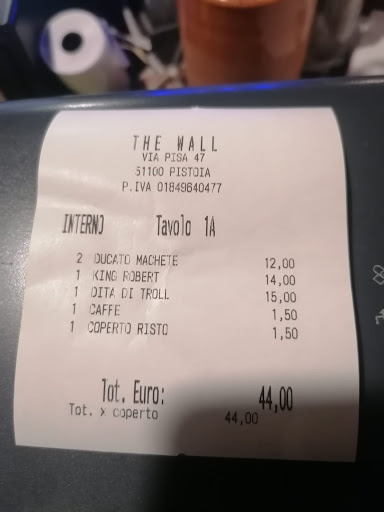 THE WALL
VIA PISA 47
51100 PISTOIA
P.IVA 01849640477
INTERNO Tavolo 1A
2 DUCATO MACHETE 12,00
1 KING ROBERT 14,00
1 DITA DI TROLL 15,00
1 CAFFE 1,50
1 COPERTO RISTO 1,50
Tot. Euro: 44,00
Tot. x coperto 44,00